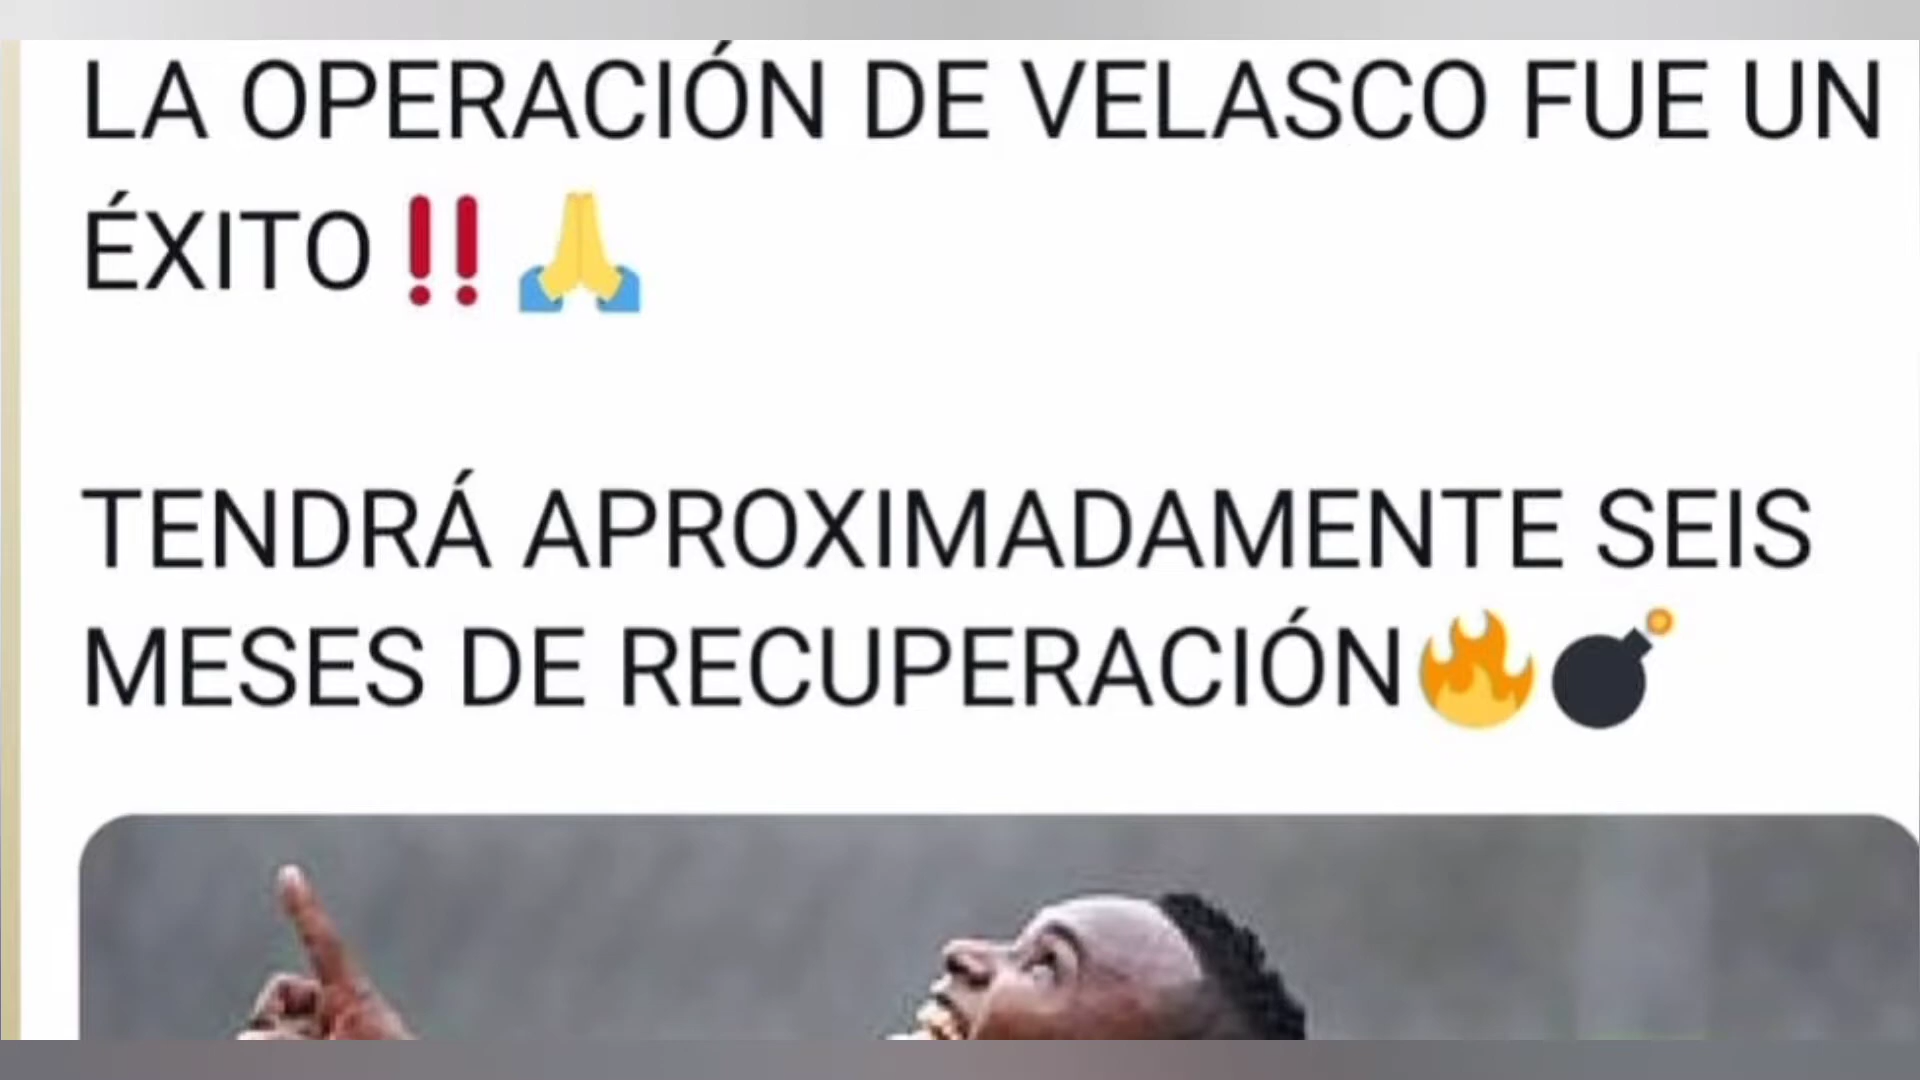 LA OPERACIÓN DE VELASCO FUE UN
ÉXITO‼️🙏
TENDRÁ APROXIMADAMENTE SEIS
MESES DE RECUPERACIÓN🔥💣